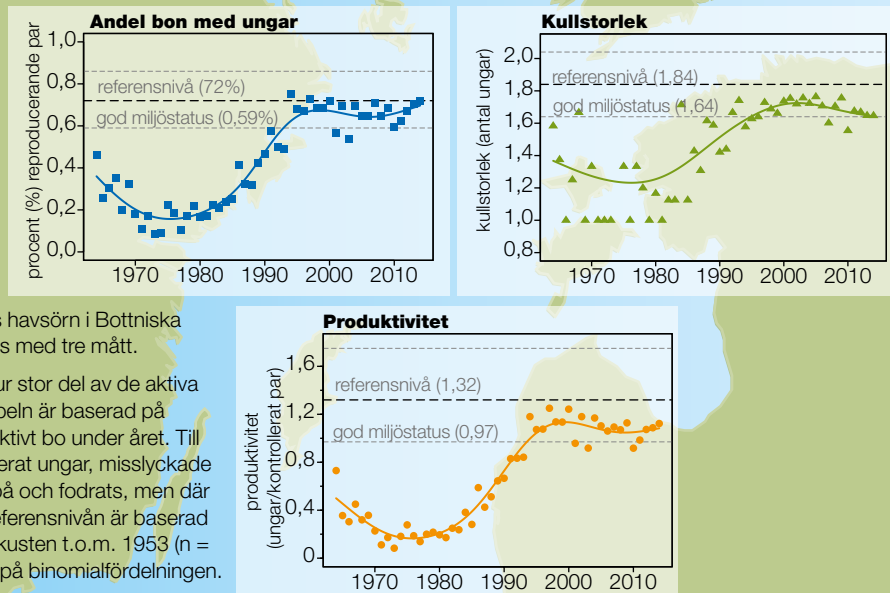 Andel bon med ungar
procent (%) reproducerande par
1,0
0,8
0,6
0,4
0,2
0,0
referensnivå (72%)
god miljöstatus (0,59%)
1970 1980 1990 2000 2010
Kullstorlek
kullstorlek (antal ungar)
2,0
1,8
1,6
1,4
1,2
1,0
0,8
referensnivå (1,84)
god miljöstatus (1,64)
1970 1980 1990 2000 2010
s havsörn i Bottniska
s med tre mått.
ur stor del av de aktiva
peln är baserad på
ktivt bo under året. Till
erat ungar, misslyckade
på och fodrats, men där
eferensnivån är baserad
kusten t.o.m. 1953 (n =
på binomialfördelningen.
Produktivitet
produktivitet
(ungar/kontrollerat par)
1,6
1,2
0,8
0,4
0
referensnivå (1,32)
god miljöstatus (0,97)
1970 1980 1990 2000 2010